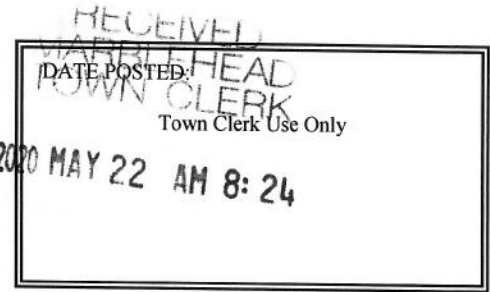 RECEIVED
MARBLEHEAD
TOWN CLERK
DATE POSTED:
Town Clerk Use Only
2020 MAY 22 AM 8:24